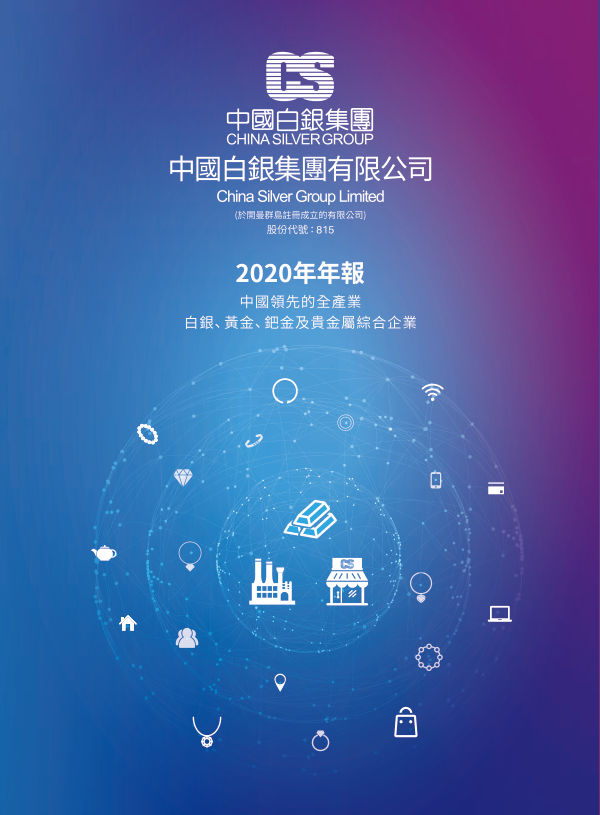 CS
中國白銀集團
CHINA SILVER GROUP
中國白銀集團有限公司
China Silver Group Limited
(於開曼群島註冊成立的有限公司)
股份代號：815
2020年年報
中國領先的全產業
白銀、黃金、鈀金及貴金屬綜合企業
CS